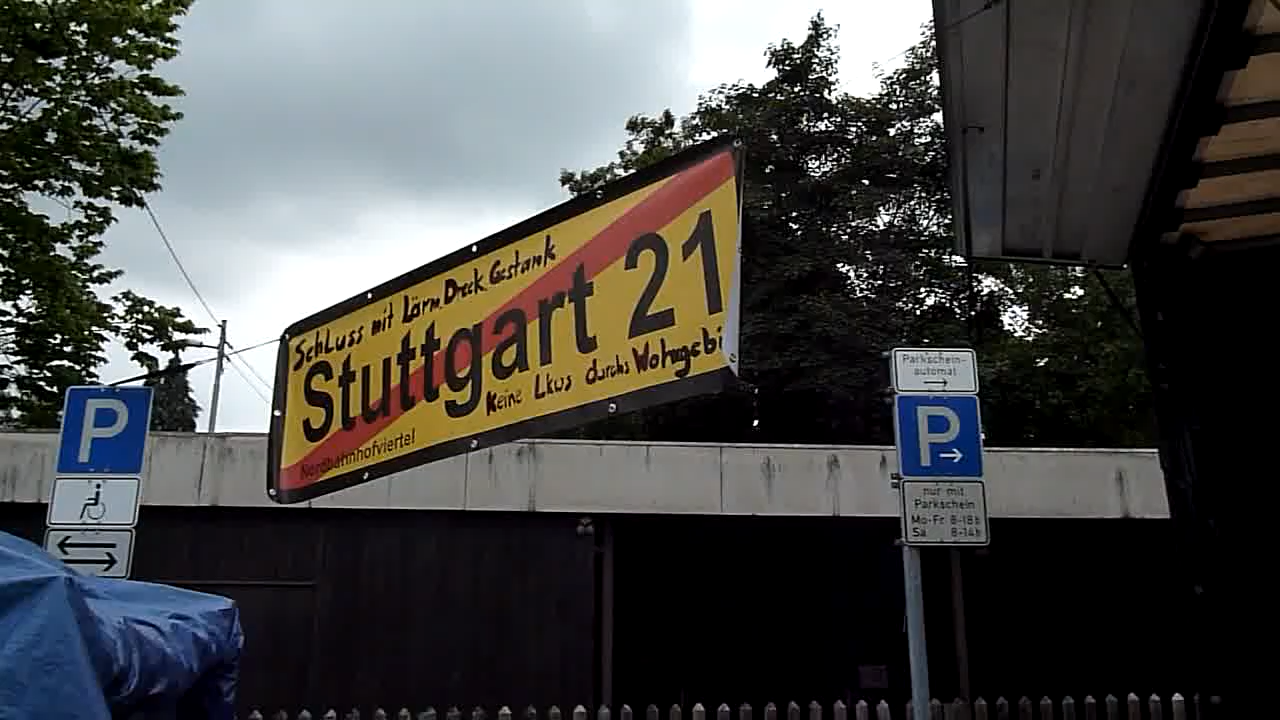 Schluss mit Lärm, Dreck, Gestank
Stuttgart 21
Keine Lkws durchs Wohngebi
Nordbahnhofviertel
P
Parkschein-
automat
P
nur mit
Parkschein
Mo-Fr 8-18h
Sa 8-14h